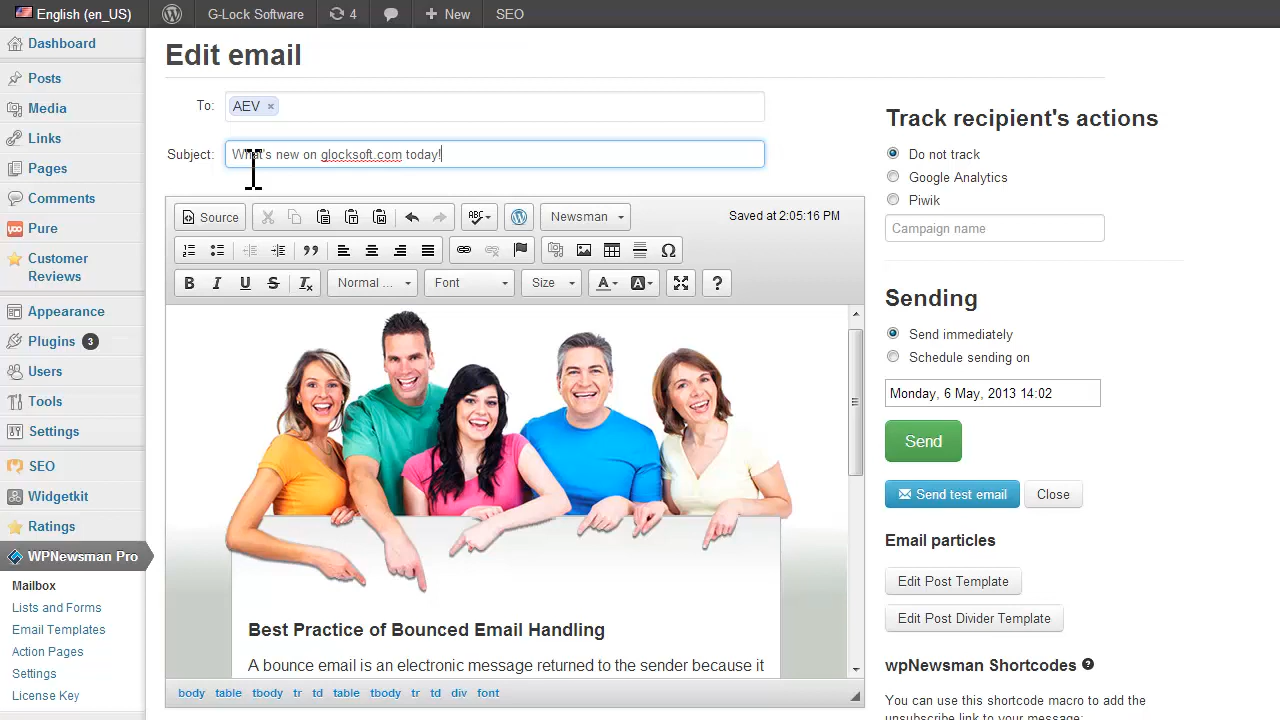 English (en_US) G-Lock Software 4 + New SEO
Dashboard
Posts
Media
Links
Pages
Comments
Pure
Customer
Reviews
Appearance
Plugins 3
Users
Tools
Settings
SEO
Widgetkit
Ratings
WPNewsman Pro
Mailbox
Lists and Forms
Email Templates
Action Pages
Settings
License Key
Edit email
To: AEV ×
Subject: What's new on glocksoft.com today!
Source ABC Newsman Saved at 2:05:16 PM
Ω
B I U S Tx Normal ... Font Size A A ?
Best Practice of Bounced Email Handling
A bounce email is an electronic message returned to the sender because it
body table tbody tr td table tbody tr td div font
Track recipient's actions
Do not track
Google Analytics
Piwik
Campaign name
Sending
Send immediately
Schedule sending on
Monday, 6 May, 2013 14:02
Send
Send test email Close
Email particles
Edit Post Template
Edit Post Divider Template
wpNewsman Shortcodes ?
You can use this shortcode macro to add the
unsubscribe link to your message: